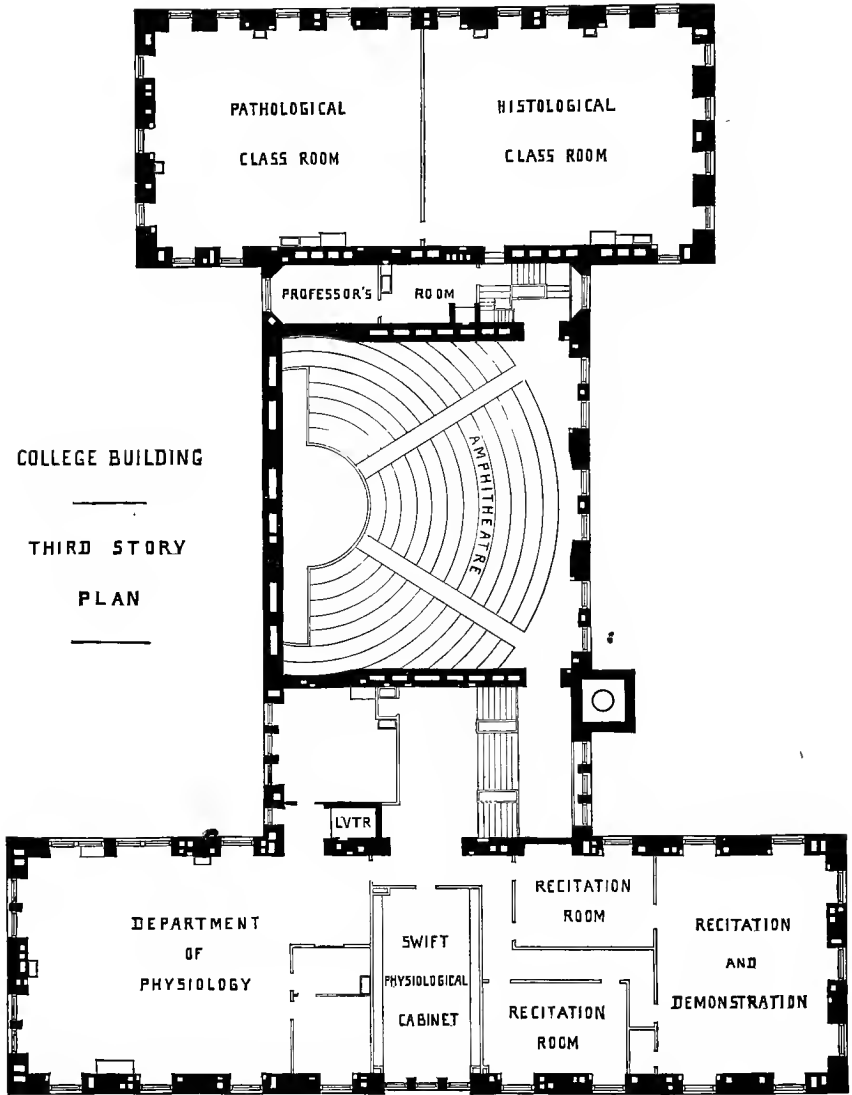 PATHOLOGICAL
CLASS ROOM
HISTOLOGICAL
CLASS ROOM
PROFESSOR'S ROOM
AMPHITHEATRE
COLLEGE BUILDING
THIRD STORY
PLAN
LVTR
DEPARTMENT
OF
PHYSIOLOGY
SWIFT
PHYSIOLOGICAL
CABINET
RECITATION
ROOM
RECITATION
ROOM
RECITATION
AND
DEMONSTRATION